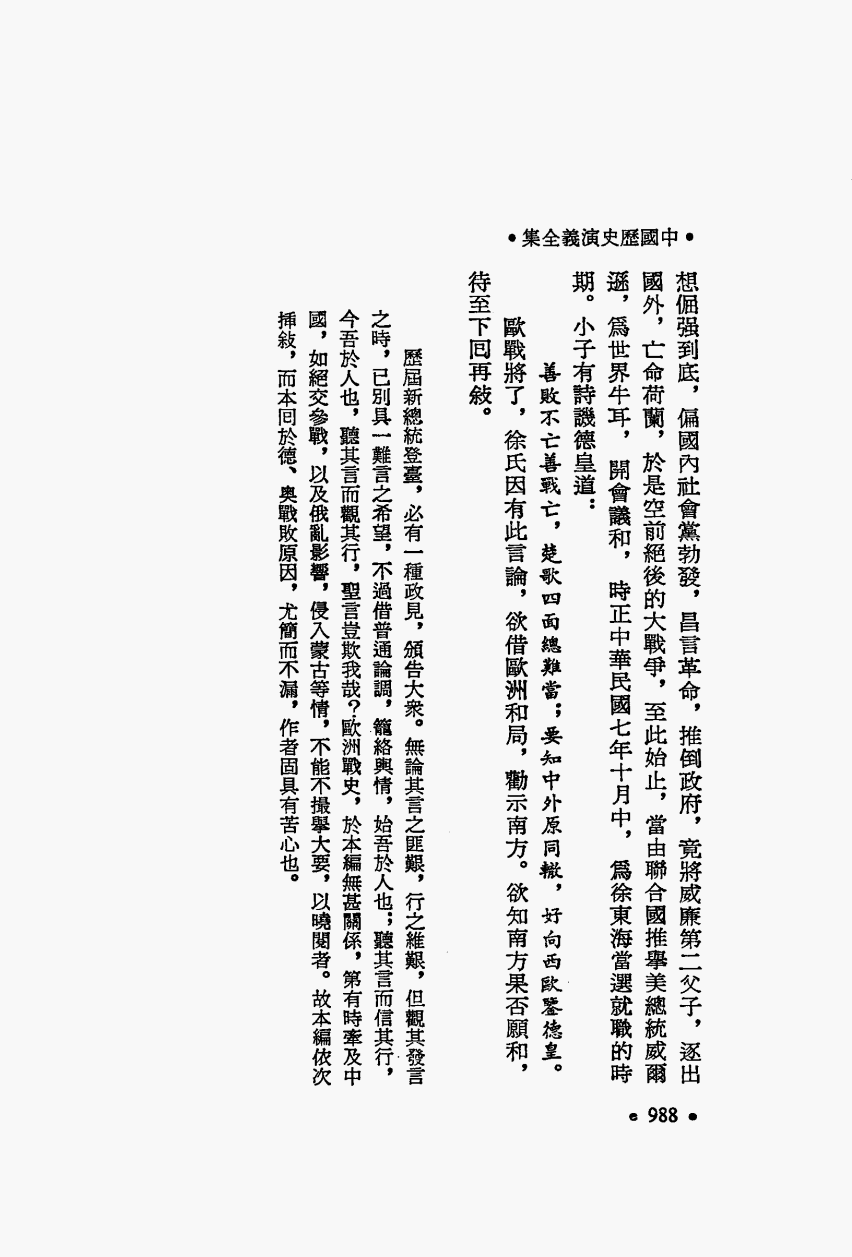 •中國歷史演義全集•
想倔强到底，偏國內社會黨勃發，昌言革命，推倒政府，竟將威廉第二父子，逐出
國外，亡命荷蘭，於是空前絕後的大戰爭，至此始止，當由聯合國推舉美總統威爾
遜，爲世界牛耳，開會議和，時正中華民國七年十月中，爲徐東海當選就職的時
期。小子有詩譏德皇道：
善敗不亡善戰亡，楚歌四面總難當；要知中外原同轍，好向西歐鑒德皇。
歐戰將了，徐氏因有此言論，欲借歐洲和局，勸示南方。欲知南方果否願和，
待至下回再敍。
歷屆新總統登臺，必有一種政見，頒告大衆。無論其言之匪艱，行之維艱，但觀其發言
之時，已別具一難言之希望，不過借普通論調，籠絡輿情，始吾於人也；聽其言而信其行，
今吾於人也，聽其言而觀其行，聖言豈欺我哉？歐洲戰史，於本編無甚關係，第有時牽及中
國，如絕交參戰，以及俄亂影響，侵入蒙古等情，不能不撮舉大要，以曉閱者。故本編依次
揷敍，而本回於德、奧戰敗原因，尤簡而不漏，作者固具有苦心也。
•988•